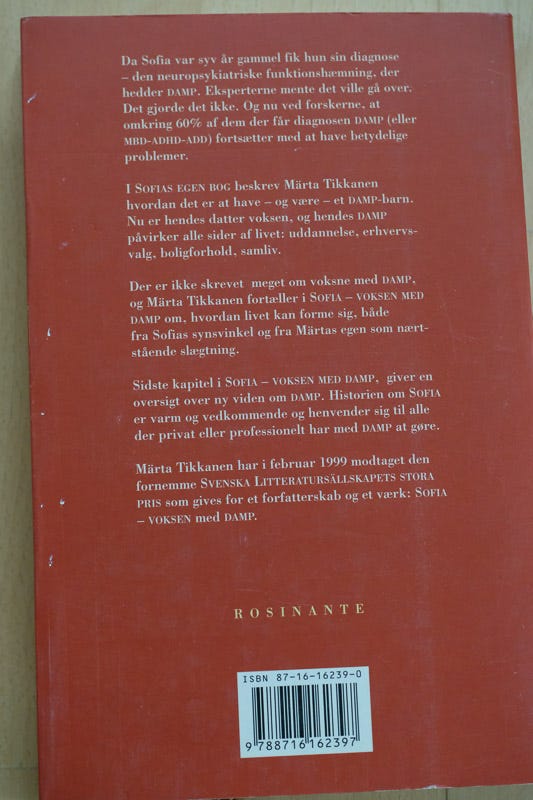 Da Sofia var syv år gammel fik hun sin diagnose
– den neuropsykiatriske funktionshæmning, der
hedder DAMP. Eksperterne mente det ville gå over.
Det gjorde det ikke. Og nu ved forskerne, at
omkring 60% af dem der får diagnosen DAMP (eller
MBD-ADHD-ADD) fortsætter med at have betydelige
problemer.
I SOFIAS EGEN BOG beskrev Märta Tikkanen
hvordan det er at have – og være – et DAMP-barn.
Nu er hendes datter voksen, og hendes DAMP
påvirker alle sider af livet: uddannelse, erhvervs-
valg, boligforhold, samliv.
Der er ikke skrevet meget om voksne med DAMP,
og Märta Tikkanen fortæller i SOFIA – VOKSEN MED
DAMP om, hvordan livet kan forme sig, både
fra Sofias synsvinkel og fra Märtas egen som nært-
stående slægtning.
Sidste kapitel i SOFIA – VOKSEN MED DAMP, giver en
oversigt over ny viden om DAMP. Historien om SOFIA
er varm og vedkommende og henvender sig til alle
der privat eller professionelt har med DAMP at gøre.
Märta Tikkanen har i februar 1999 modtaget den
fornemme SVENSKA LITTERATURSÄLLSKAPETS STORA
PRIS som gives for et forfatterskab og et værk: SOFIA
– VOKSEN med DAMP.
ROSINANTE
ISBN 87-16-16239-0
9788716162397